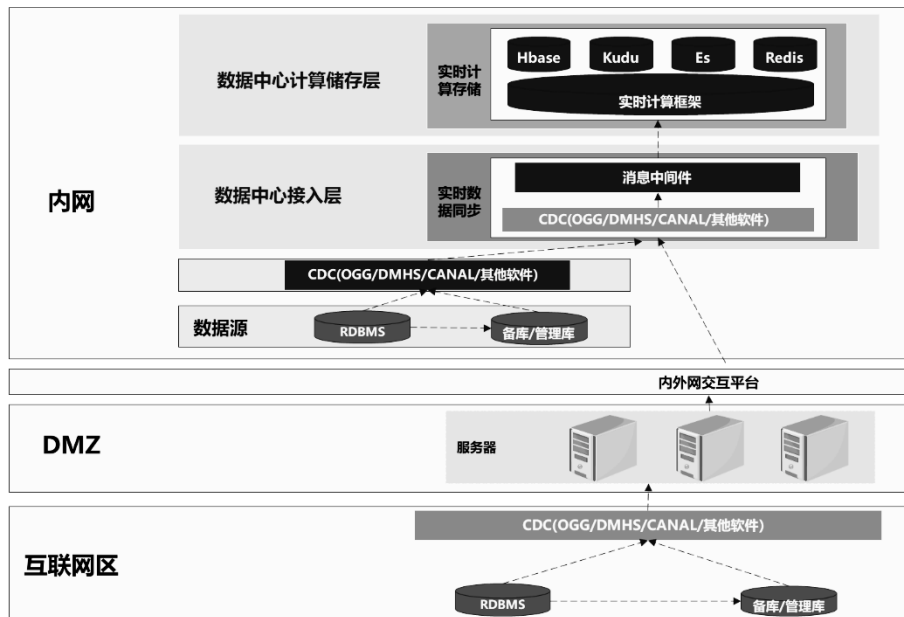 Hbase
Kudu
Es
Redis
数据中心计算储存层
实时计
算存储
实时计算框架
内网
数据中心接入层
实时数
据同步
消息中间件
CDC(OGG/DMHS/CANAL/其他软件)
CDC(OGG/DMHS/CANAL/其他软件)
数据源
RDBMS
备库/管理库
内外网交互平台
DMZ
服务器
CDC(OGG/DMHS/CANAL/其他软件)
互联网区
RDBMS
备库/管理库